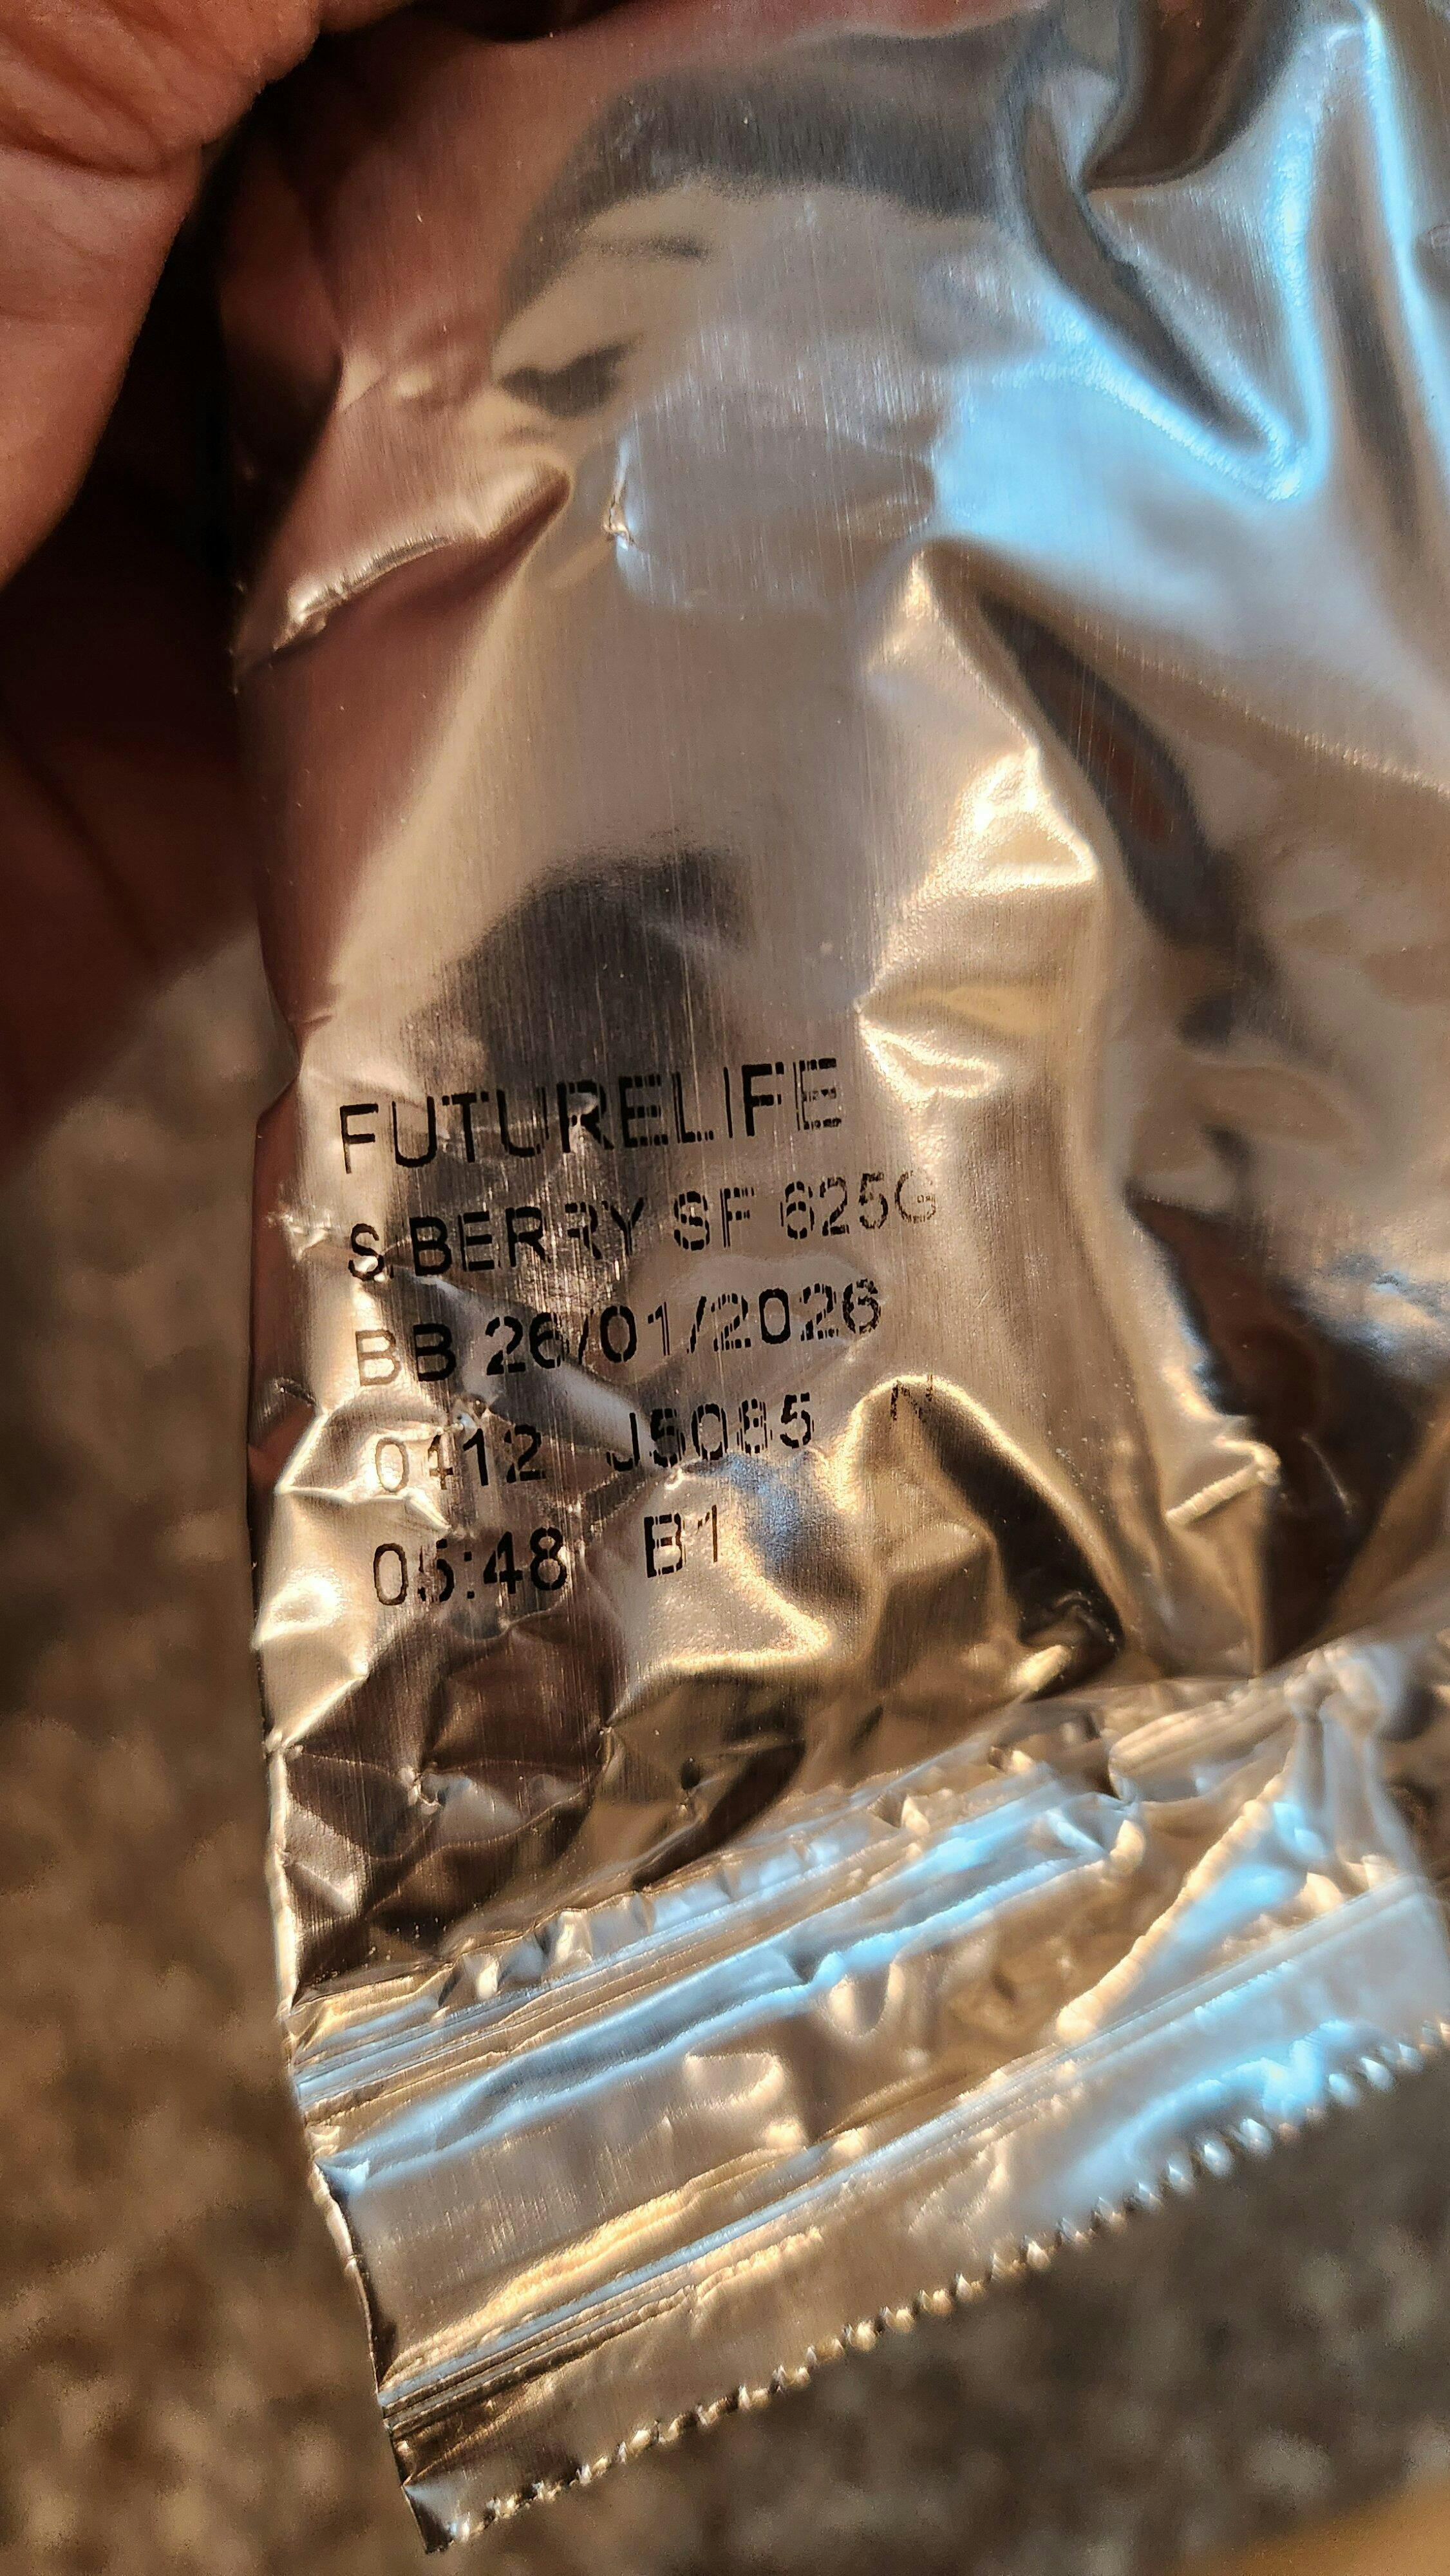 FUTURELIFE
S.BERRY SF 625G
BB 26/01/2026
0412 J5085 N
05:48 B1